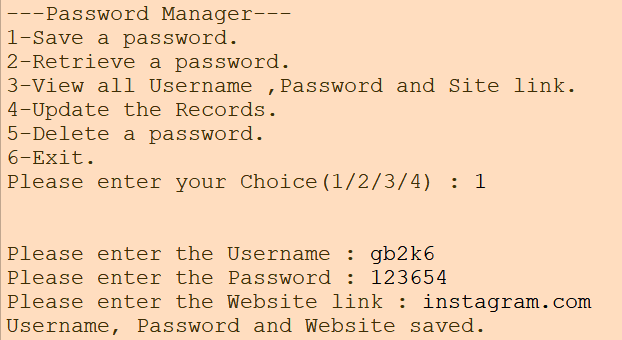 ---Password Manager---
1-Save a password.
2-Retrieve a password.
3-View all Username ,Password and Site link.
4-Update the Records.
5-Delete a password.
6-Exit.
Please enter your Choice(1/2/3/4) : 1
Please enter the Username : gb2k6
Please enter the Password : 123654
Please enter the Website link : instagram.com
Username, Password and Website saved.